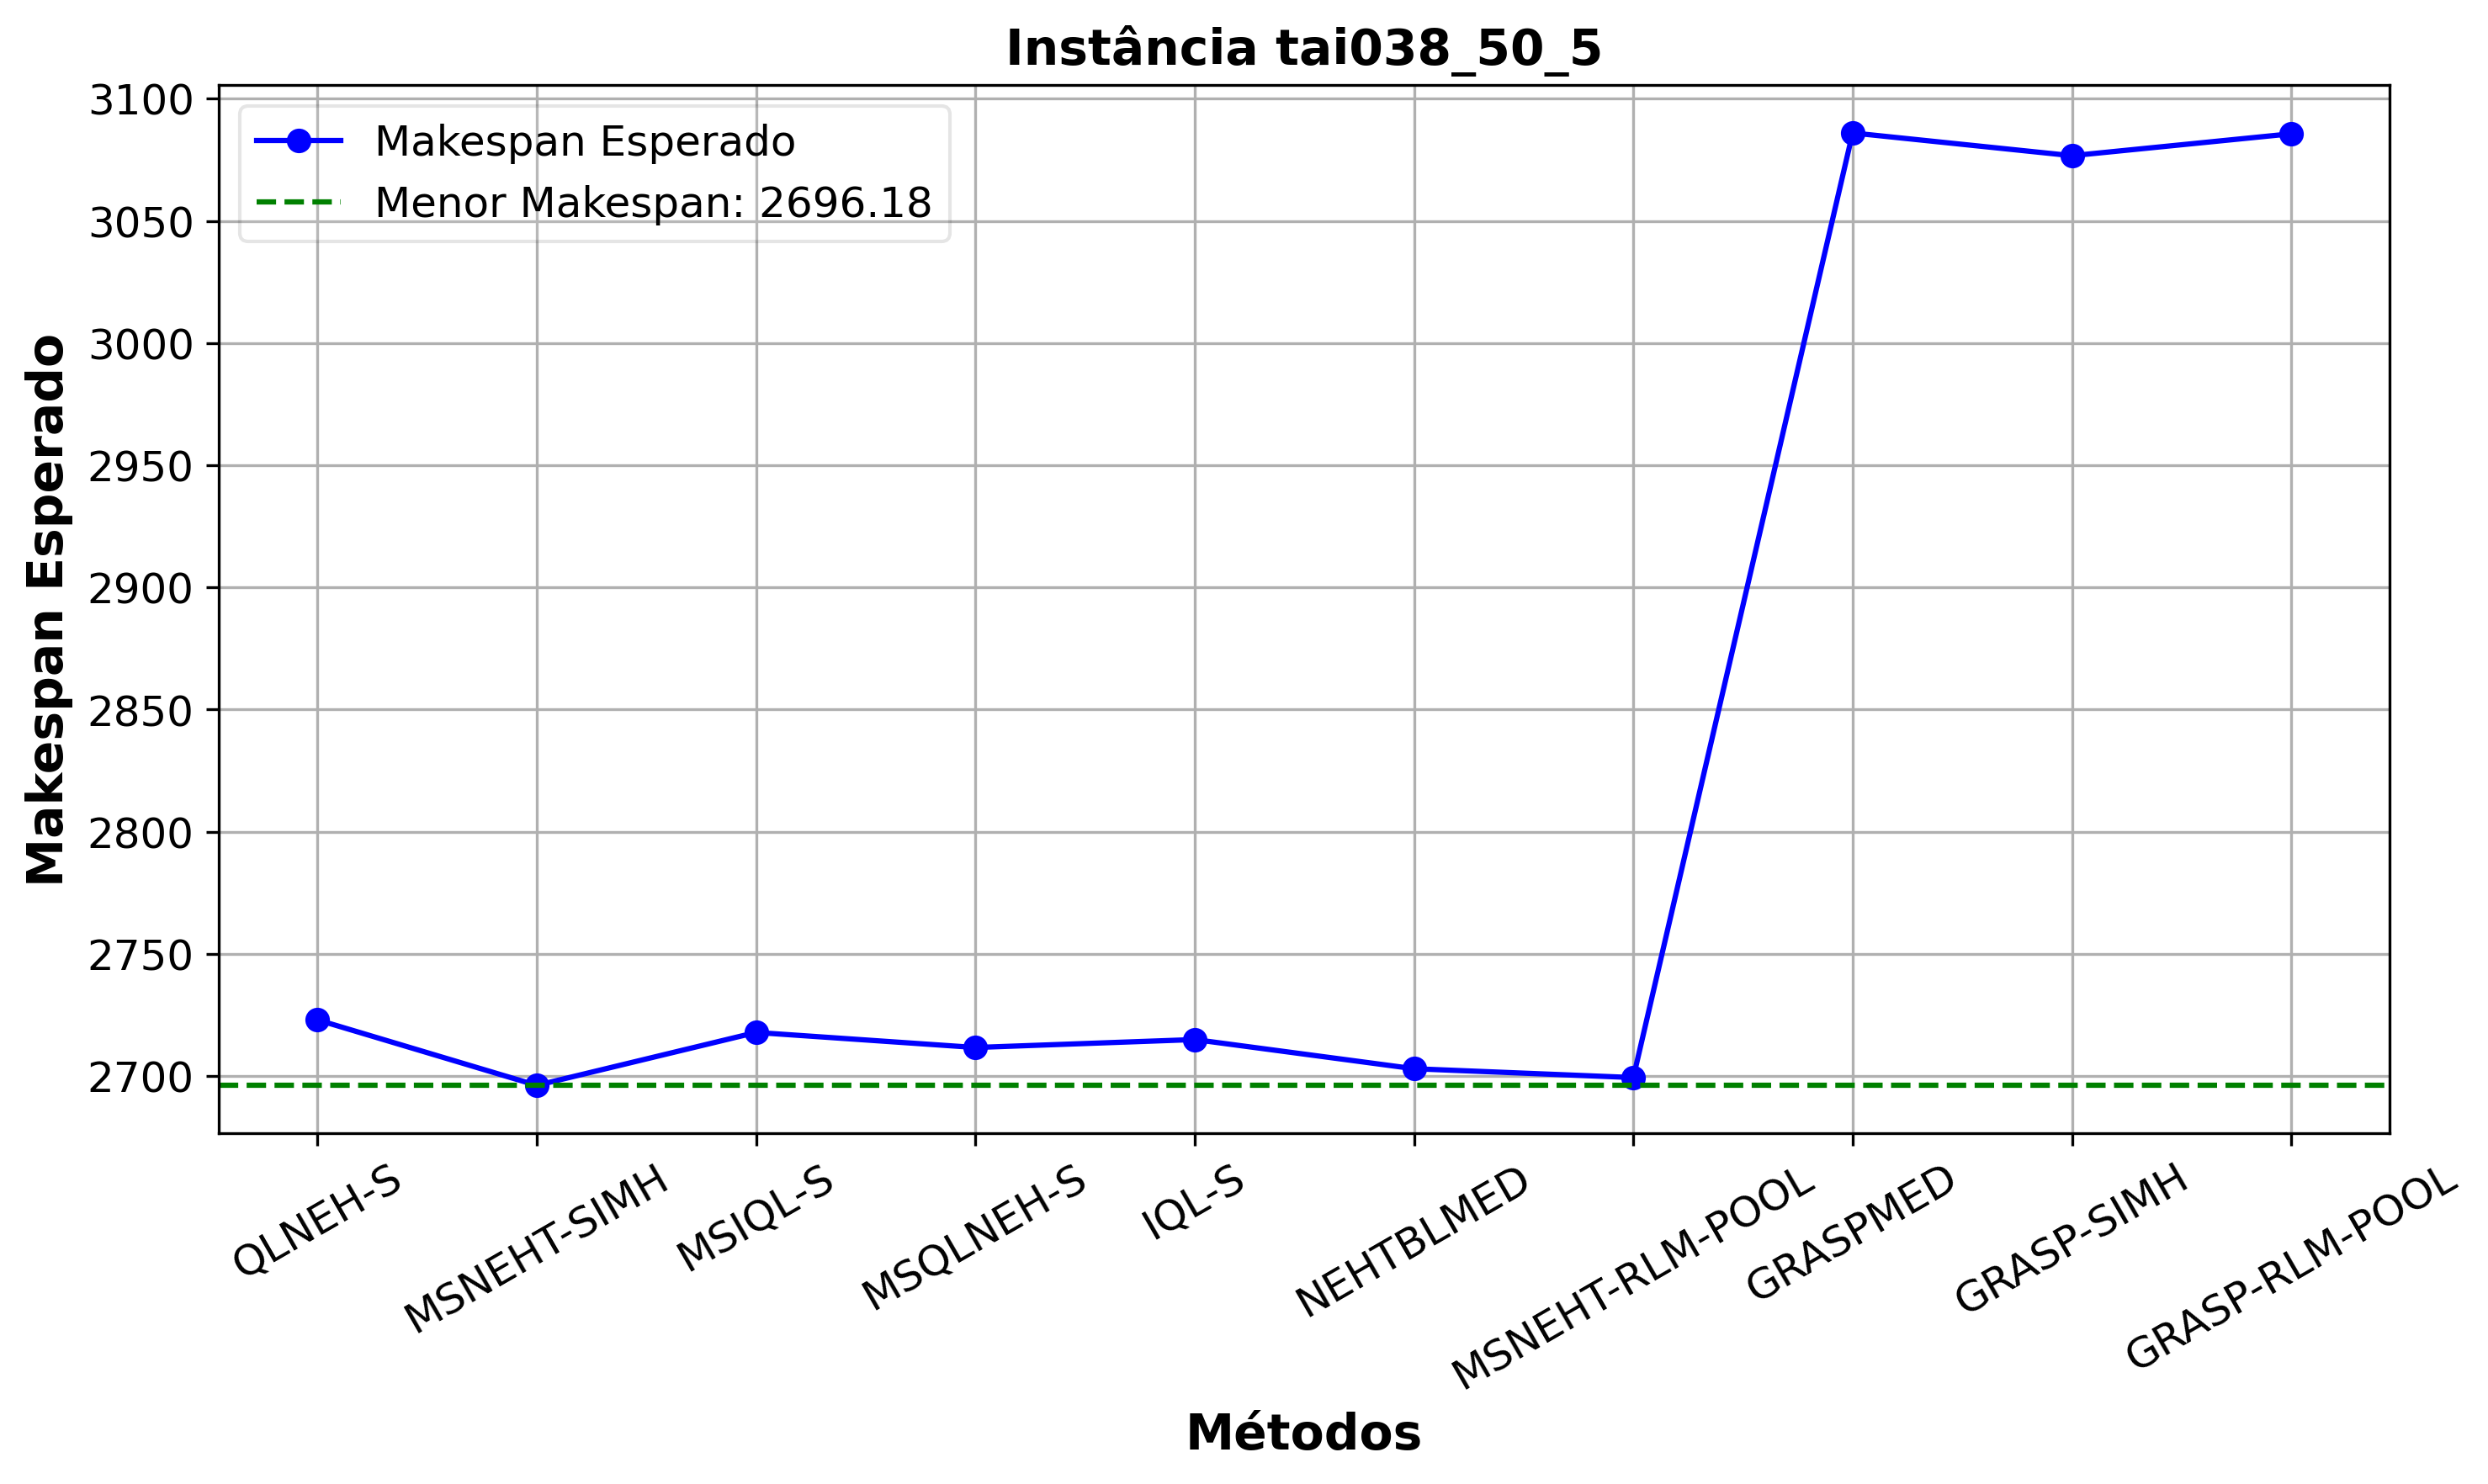 Instância tai038_50_5
Makespan Esperado
Menor Makespan: 2696.18
Makespan Esperado
3100
3050
3000
2950
2900
2850
2800
2750
2700
QLNEH-S
MSNEHT-SIMH
MSIQL-S
MSQLNEH-S
IQL-S
NEHTBLMED
MSNEHT-RLM-POOL
GRASPMED
GRASP-SIMH
GRASP-RLM-POOL
Métodos